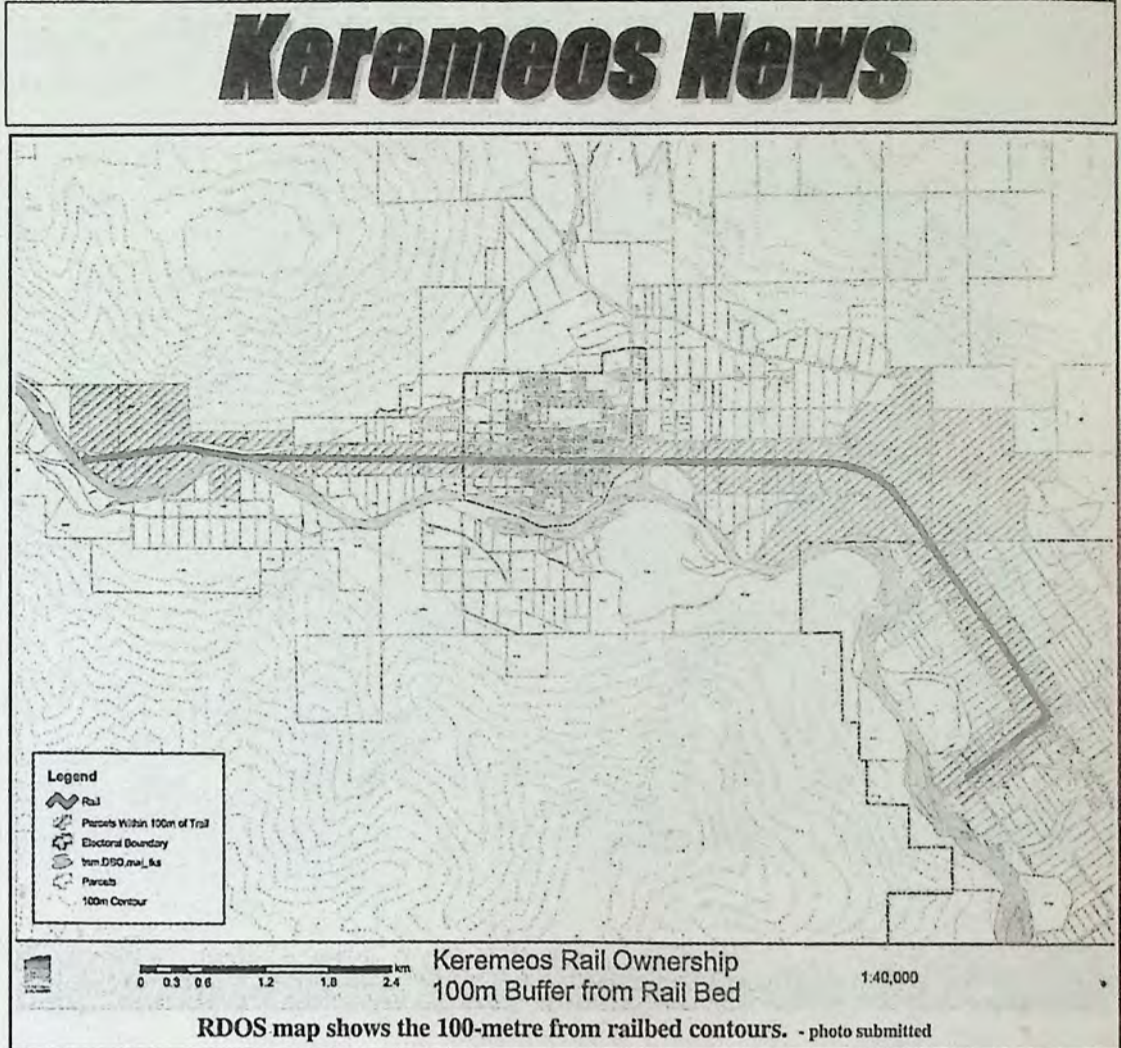 Keremeos News
Legend
Rail
Parcels Within 100m of Trail
Electoral Boundary
Parcels
100m Contour
km
0 0.3 0.6 1.2 1.8 2.4
Keremeos Rail Ownership
100m Buffer from Rail Bed
1:40,000
RDOS map shows the 100-metre from railbed contours. - photo submitted